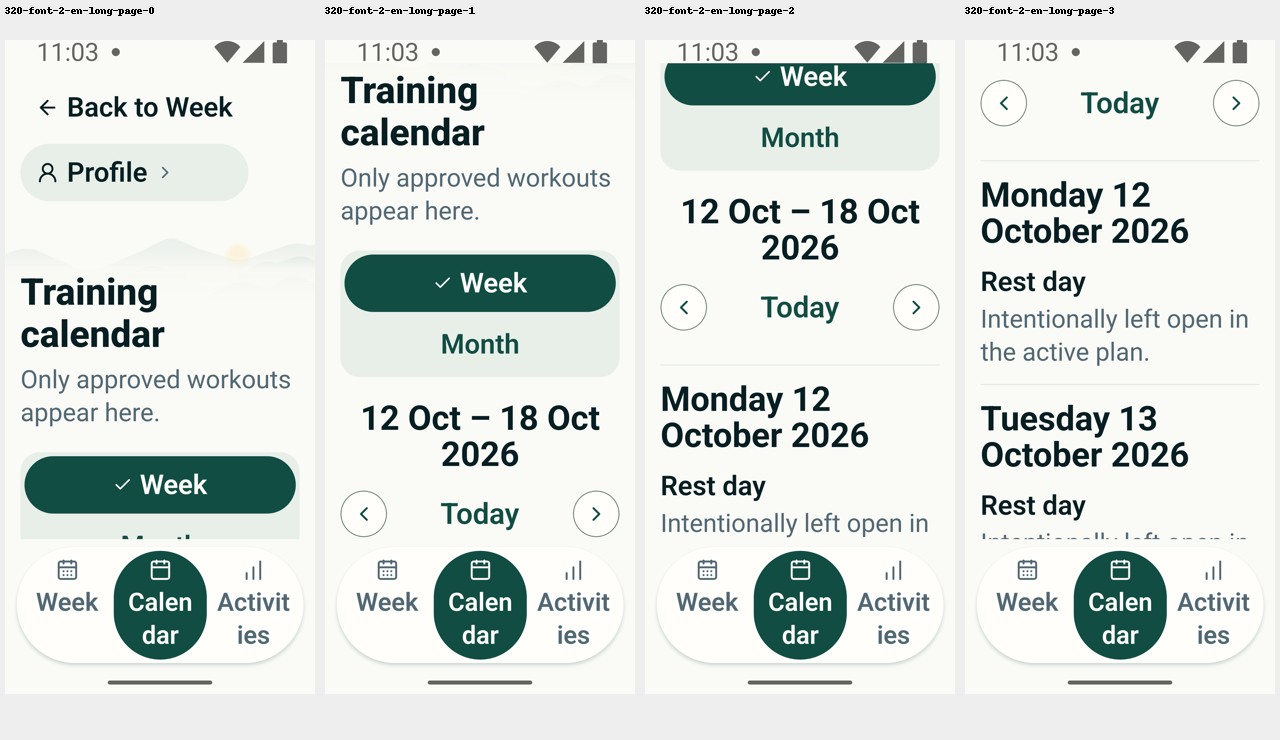 320-font-2-en-long-page-0
11:03
Back to Week
Profile
Training
calendar
Only approved workouts
appear here.
Week
Week
Calen
dar
Activit
ies
320-font-2-en-long-page-1
11:03
Training
calendar
Only approved workouts
appear here.
Week
Month
12 Oct – 18 Oct
2026
Today
Week
Calen
dar
Activit
ies
320-font-2-en-long-page-2
11:03
Week
Month
12 Oct – 18 Oct
2026
Today
Monday 12
October 2026
Rest day
Intentionally left open in
Week
Calen
dar
Activit
ies
320-font-2-en-long-page-3
11:03
Today
Monday 12
October 2026
Rest day
Intentionally left open in
the active plan.
Tuesday 13
October 2026
Rest day
Intentionally left open in
Week
Calen
dar
Activit
ies